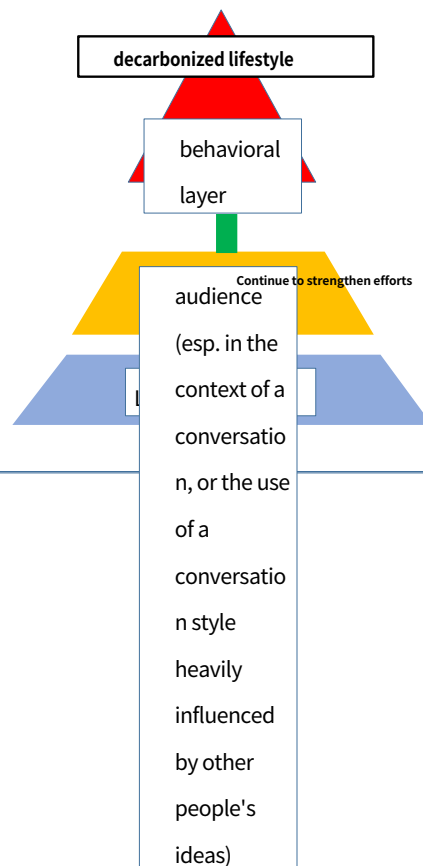 decarbonized lifestyle
behavioral
layer
Continue to strengthen efforts
audience
(esp. in the
context of a
conversatio
n, or the use
of a
conversatio
n style
heavily
influenced
by other
people's
ideas)